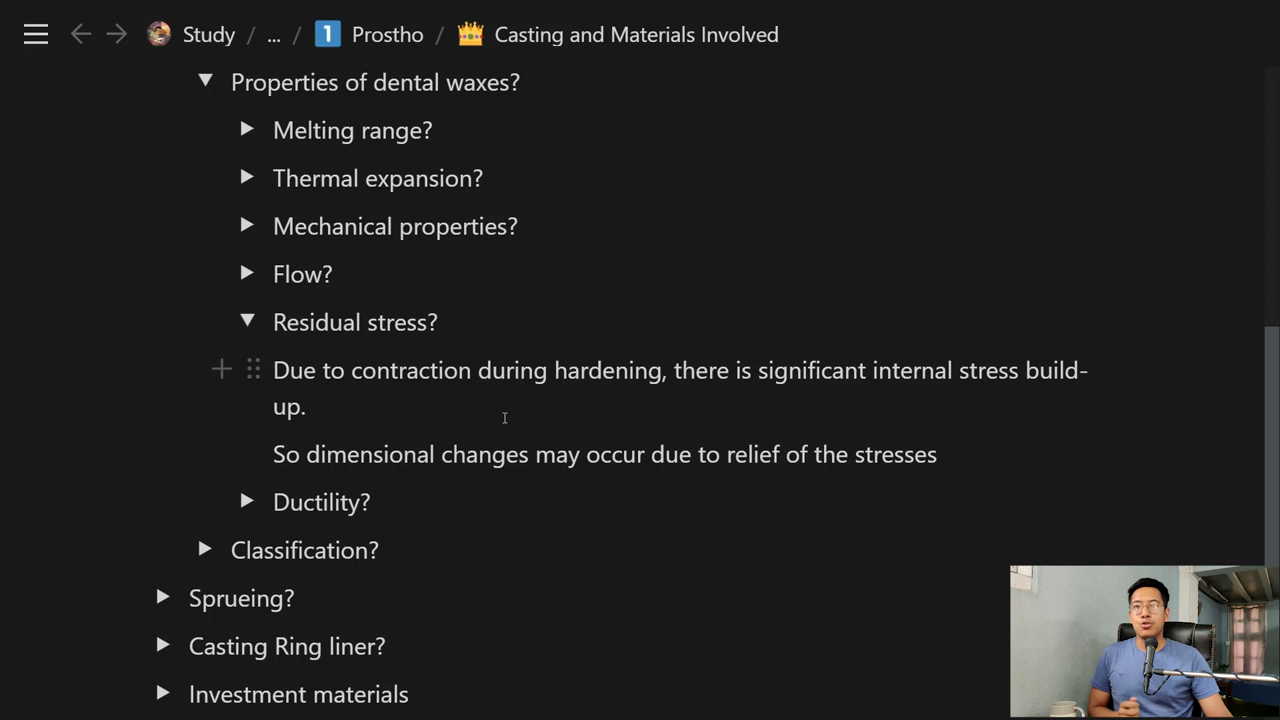 Study / ... / 1 Prostho / Casting and Materials Involved
Properties of dental waxes?
Melting range?
Thermal expansion?
Mechanical properties?
Flow?
Residual stress?
Due to contraction during hardening, there is significant internal stress build-
up.
So dimensional changes may occur due to relief of the stresses
Ductility?
Classification?
Sprueing?
Casting Ring liner?
Investment materials